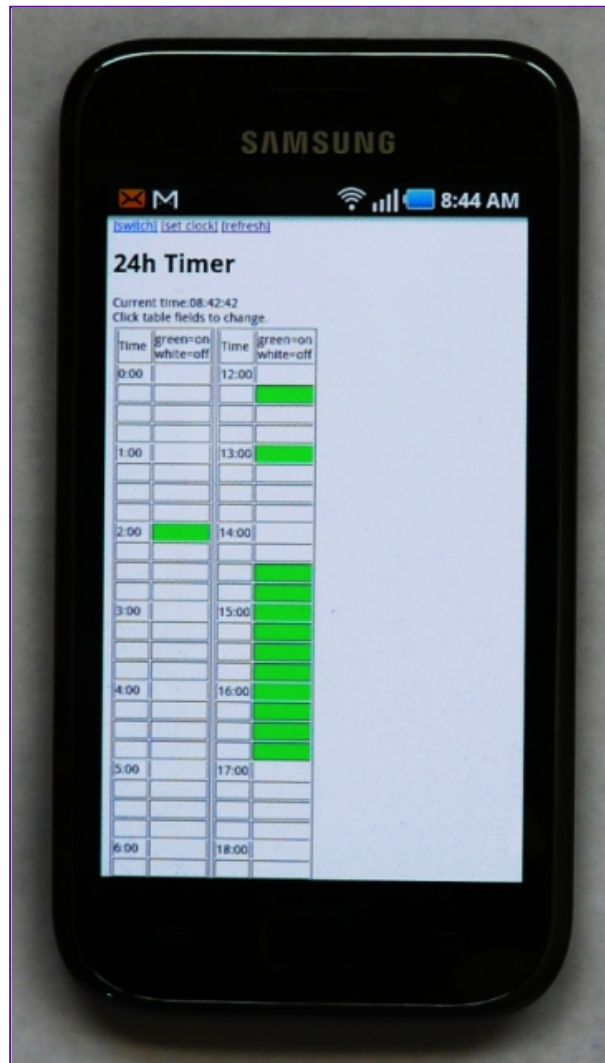 SAMSUNG
8:44 AM
[switch] [set clock] [refresh]
24h Timer
Current time:08:42:42
Click table fields to change.
Time green=on white=off Time green=on white=off
0:00 12:00
1:00 13:00
2:00 14:00
3:00 15:00
4:00 16:00
5:00 17:00
6:00 18:00